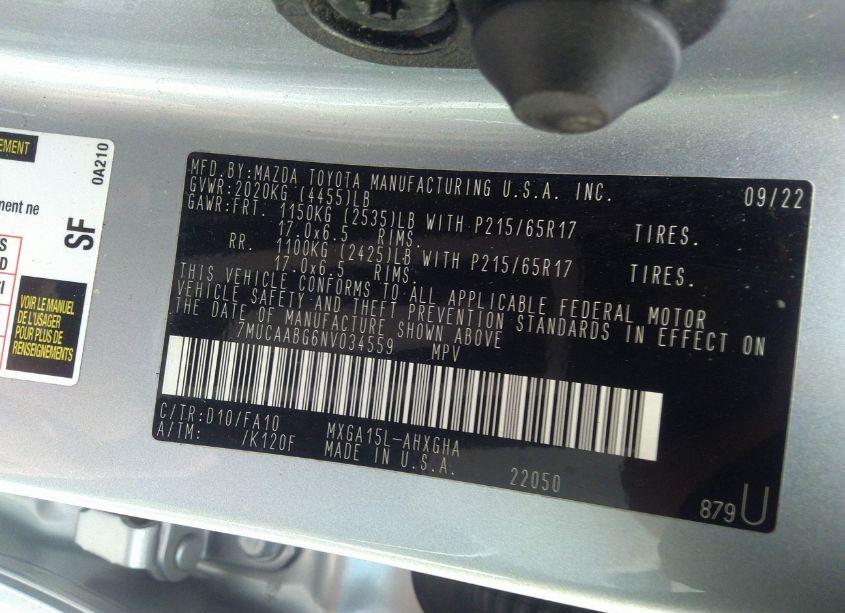 EMENT
0A210
ment ne
SF
S
D
VOIR LE MANUEL
DE L'USAGER
POUR PLUS DE
RENSEIGNEMENTS
MFD.BY:MAZDA TOYOTA MANUFACTURING U.S.A. INC. 09/22
GVWR:2020KG (4455)LB
GAWR:FRT. 1150KG (2535)LB WITH P215/65R17 TIRES.
17.0x6.5 RIMS.
RR. 1100KG (2425)LB WITH P215/65R17 TIRES.
17.0x6.5 RIMS.
THIS VEHICLE CONFORMS TO ALL APPLICABLE FEDERAL MOTOR
VEHICLE SAFETY AND THEFT PREVENTION STANDARDS IN EFFECT ON
THE DATE OF MANUFACTURE SHOWN ABOVE
7MUCAABG6NV034559 MPV
C/TR:D10/FA10 MXGA15L-AHXGHA
A/TM: /K120F MADE IN U.S.A.
22050
879U